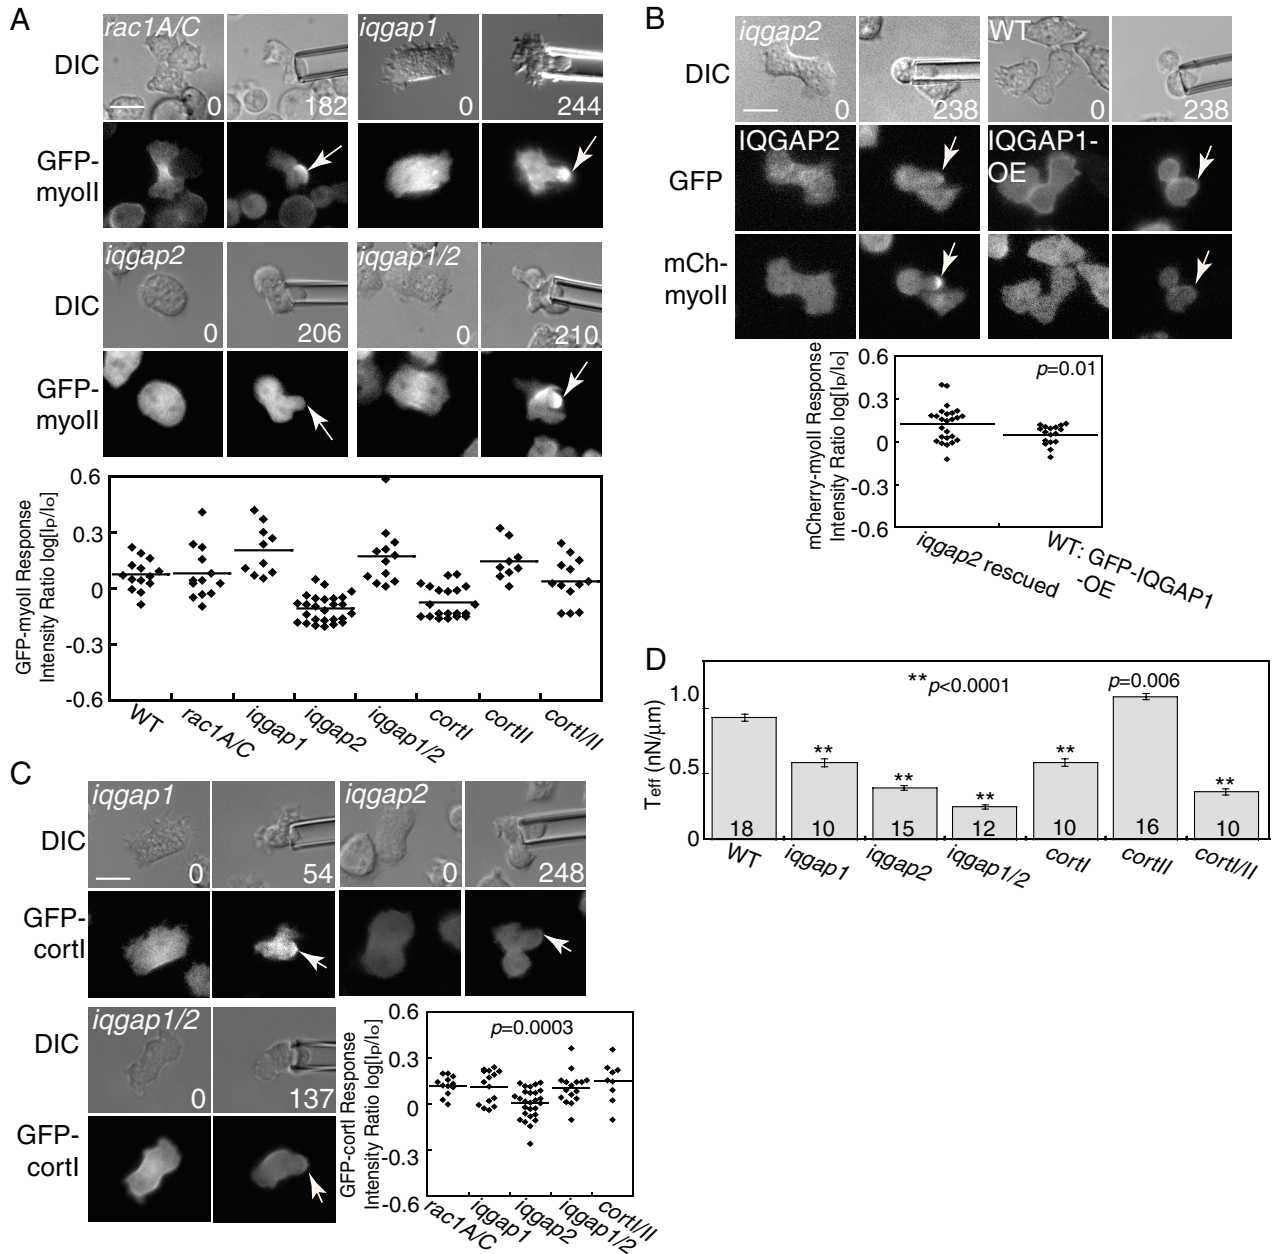 A
rac1A/C
iqgap1
DIC
0
182
0
244
GFP-
myoII
iqgap2
iqgap1/2
DIC
0
206
0
210
GFP-
myoII
GFP-myoII Response
Intensity Ratio log[Ip/Io]
0.6
0.3
0
-0.3
-0.6
WT
rac1A/C
iqgap1
iqgap2
iqgap1/2
cortI
cortII
cortI/II
B
iqgap2
WT
DIC
0
238
0
238
IQGAP2
IQGAP1-
OE
GFP
mCh-
myoII
mCherry-myoII Response
Intensity Ratio log[Ip/Io]
0.6
0.3
0
-0.3
-0.6
p=0.01
iqgap2 rescued
WT: GFP-IQGAP1
-OE
C
iqgap1
iqgap2
DIC
0
54
0
248
GFP-
cortI
iqgap1/2
DIC
0
137
GFP-
cortI
GFP-cortI Response
Intensity Ratio log[Ip/Io]
0.6
0.3
0
-0.3
-0.6
p=0.0003
rac1A/C
iqgap1
iqgap2
iqgap1/2
cortI/II
D
Teff (nN/μm)
1.0
0.5
0
**p<0.0001
p=0.006
**
**
**
**
**
18
10
15
12
10
16
10
WT
iqgap1
iqgap2
iqgap1/2
cortI
cortII
cortI/II